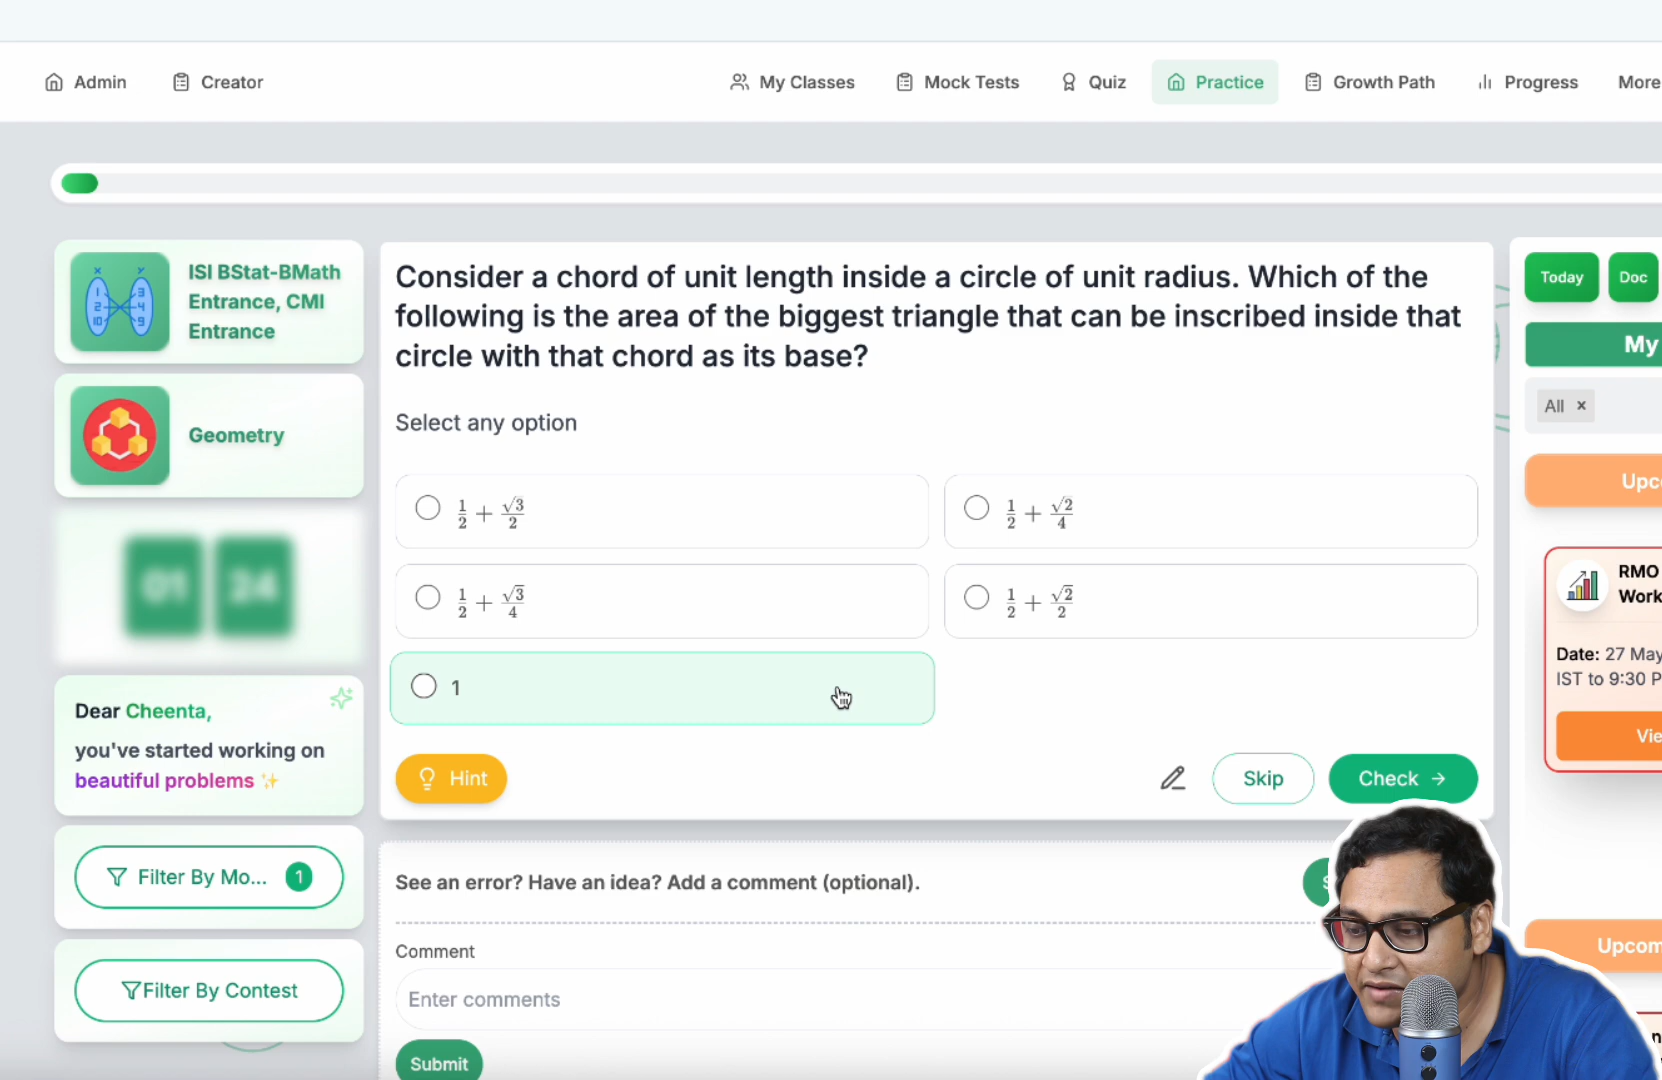 Admin
Creator
My Classes
Mock Tests
Quiz
Practice
Growth Path
Progress
More
ISI BStat-BMath
Entrance, CMI
Entrance
Geometry
01 24
Dear Cheenta,
you've started working on
beautiful problems ✨
Filter By Mo... 1
Filter By Contest
Consider a chord of unit length inside a circle of unit radius. Which of the
following is the area of the biggest triangle that can be inscribed inside that
circle with that chord as its base?
Select any option
1/2 + √3/2
1/2 + √2/4
1/2 + √3/4
1/2 + √2/2
1
Hint
Skip
Check →
See an error? Have an idea? Add a comment (optional).
Comment
Enter comments
Submit
Today
Doc
My
All ×
RMO
Work
Date: 27 May
IST to 9:30 P